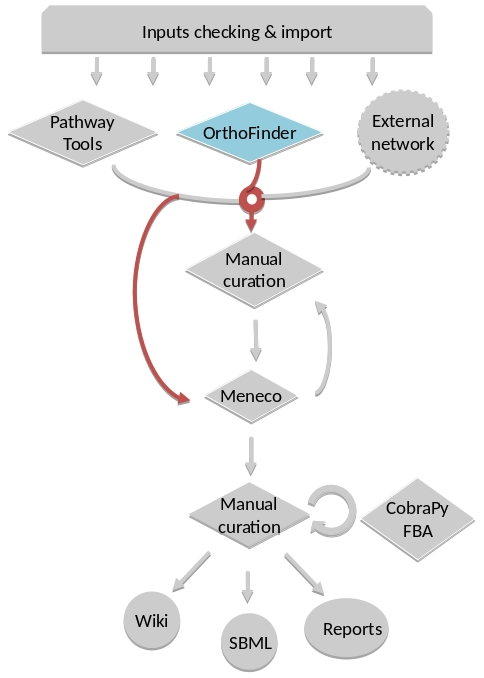 Inputs checking & import
Pathway
Tools
OrthoFinder
External
network
Manual
curation
Meneco
Manual
curation
CobraPy
FBA
Wiki
SBML
Reports